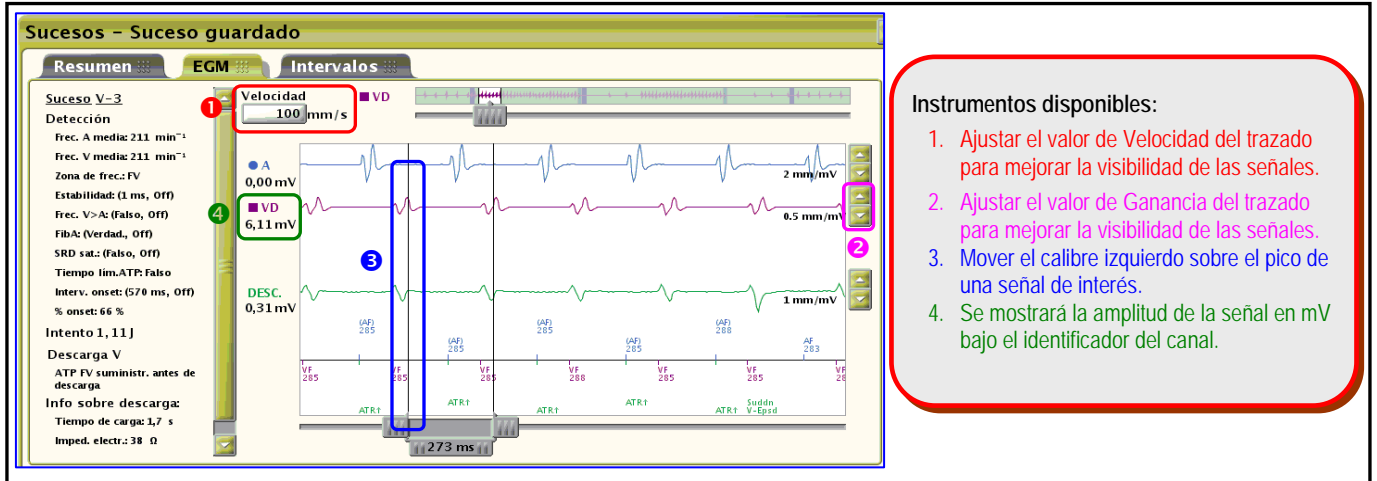 Sucesos - Suceso guardado
Resumen EGM Intervalos
Suceso V-3
Detección
Frec. A media: 211 min⁻¹
Frec. V media: 211 min⁻¹
Zona de frec.: FV
Estabilidad: (1 ms, Off)
Frec. V>A: (Falso, Off)
FibA: (Verdad., Off)
SRD sat.: (Falso, Off)
Tiempo lím.ATP: Falso
Interv. onset: (570 ms, Off)
% onset: 66 %
Intento 1, 11 J
Descarga V
ATP FV suministr. antes de
descarga
Info sobre descarga:
Tiempo de carga: 1,7 s
Imped. electr.: 38 Ω
1
Velocidad
100 mm/s
VD
A
0,00 mV
2 mm/mV
4
VD
6,11 mV
0.5 mm/mV
2
3
DESC.
0,31 mV
1 mm/mV
(AF) (AF) (AF)
285 285 288
(AF) (AF) AF
285 285 283
VF VF VF VF VF VF VF
285 285 285 288 285 285 28
ATR↑ ATR↑ ATR↑ ATR↑ ATR↑ Suddn
V-Epsd
273 ms
Instrumentos disponibles:
1. Ajustar el valor de Velocidad del trazado
para mejorar la visibilidad de las señales.
2. Ajustar el valor de Ganancia del trazado
para mejorar la visibilidad de las señales.
3. Mover el calibre izquierdo sobre el pico de
una señal de interés.
4. Se mostrará la amplitud de la señal en mV
bajo el identificador del canal.